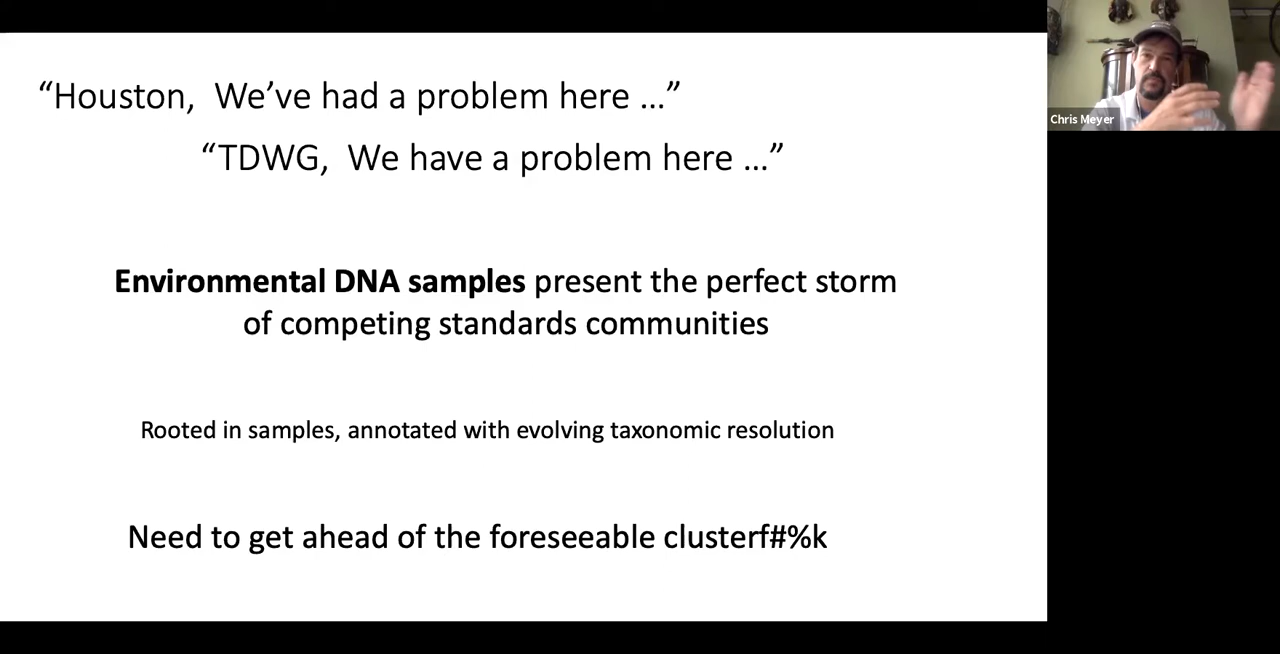 “Houston,  We’ve had a problem here …”
“TDWG,  We have a problem here …”
Environmental DNA samples present the perfect storm
of competing standards communities
Rooted in samples, annotated with evolving taxonomic resolution
Need to get ahead of the foreseeable clusterf#%k
Chris Meyer